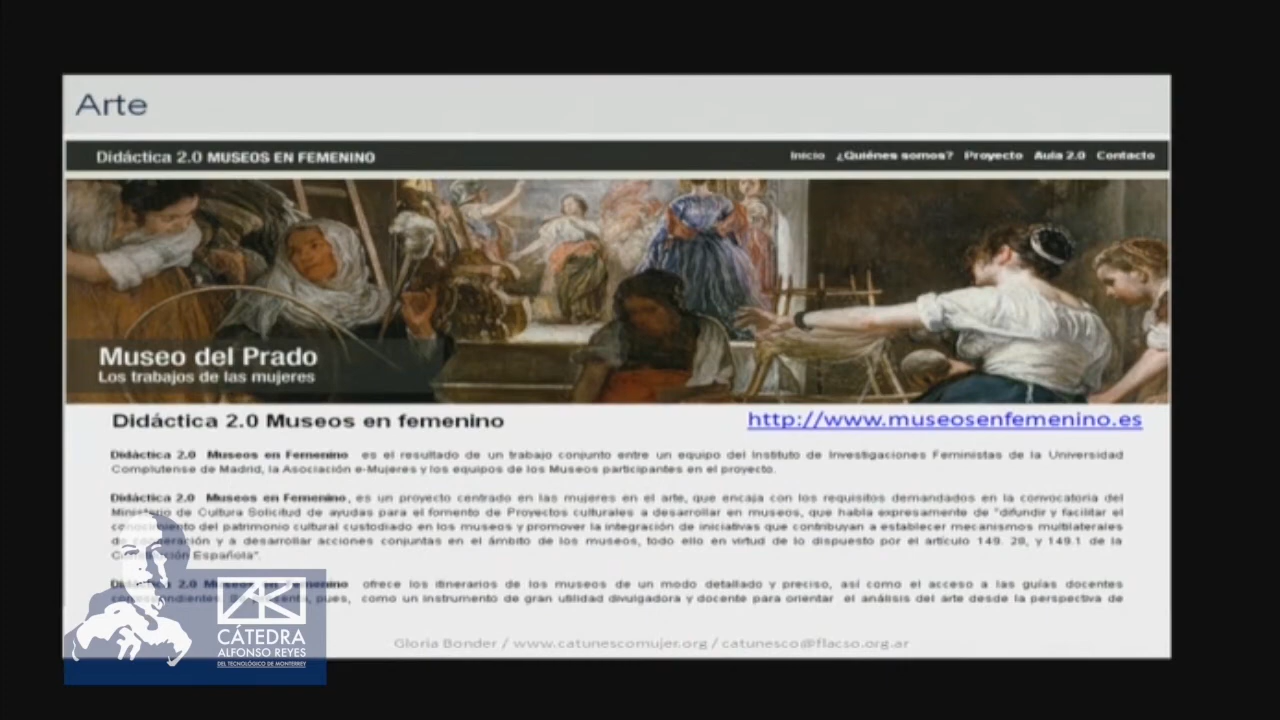 Arte
Didáctica 2.0 MUSEOS EN FEMENINO
Inicio ¿Quiénes somos? Proyecto Aula 2.0 Contacto
Museo del Prado
Los trabajos de las mujeres
Didáctica 2.0 Museos en femenino
http://www.museosenfemenino.es
Didáctica 2.0 Museos en Femenino es el resultado de un trabajo conjunto entre un equipo del Instituto de Investigaciones Feministas de la Universidad
Complutense de Madrid, la Asociación e-Mujeres y los equipos de los Museos participantes en el proyecto.
Didáctica 2.0 Museos en Femenino, es un proyecto centrado en las mujeres en el arte, que encaja con los requisitos demandados en la convocatoria del
Ministerio de Cultura Solicitud de ayudas para el fomento de Proyectos culturales a desarrollar en museos, que habla expresamente de "difundir y facilitar el
conocimiento del patrimonio cultural custodiado en los museos y promover la integración de iniciativas que contribuyan a establecer mecanismos multilaterales
de cooperación y a desarrollar acciones conjuntas en el ámbito de los museos, todo ello en virtud de lo dispuesto por el artículo 149. 28, y 149.1 de la
Constitución Española".
Didáctica 2.0 Museos en Femenino ofrece los itinerarios de los museos de un modo detallado y preciso, así como el acceso a las guías docentes
correspondientes. pues, como un instrumento de gran utilidad divulgadora y docente para orientar el análisis del arte desde la perspectiva de
Gloria Bonder / www.catunescomujer.org / catunesco@flacso.org.ar
CÁTEDRA
ALFONSO REYES
DEL TECNOLÓGICO DE MONTERREY